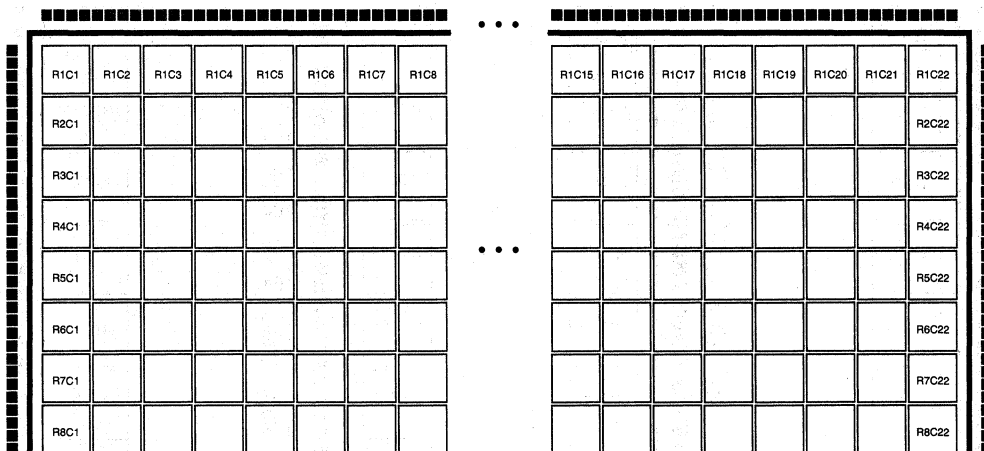 R1C1 R1C2 R1C3 R1C4 R1C5 R1C6 R1C7 R1C8 ... R1C15 R1C16 R1C17 R1C18 R1C19 R1C20 R1C21 R1C22
R2C1 R2C22
R3C1 R3C22
R4C1 R4C22
...
R5C1 R5C22
R6C1 R6C22
R7C1 R7C22
R8C1 R8C22